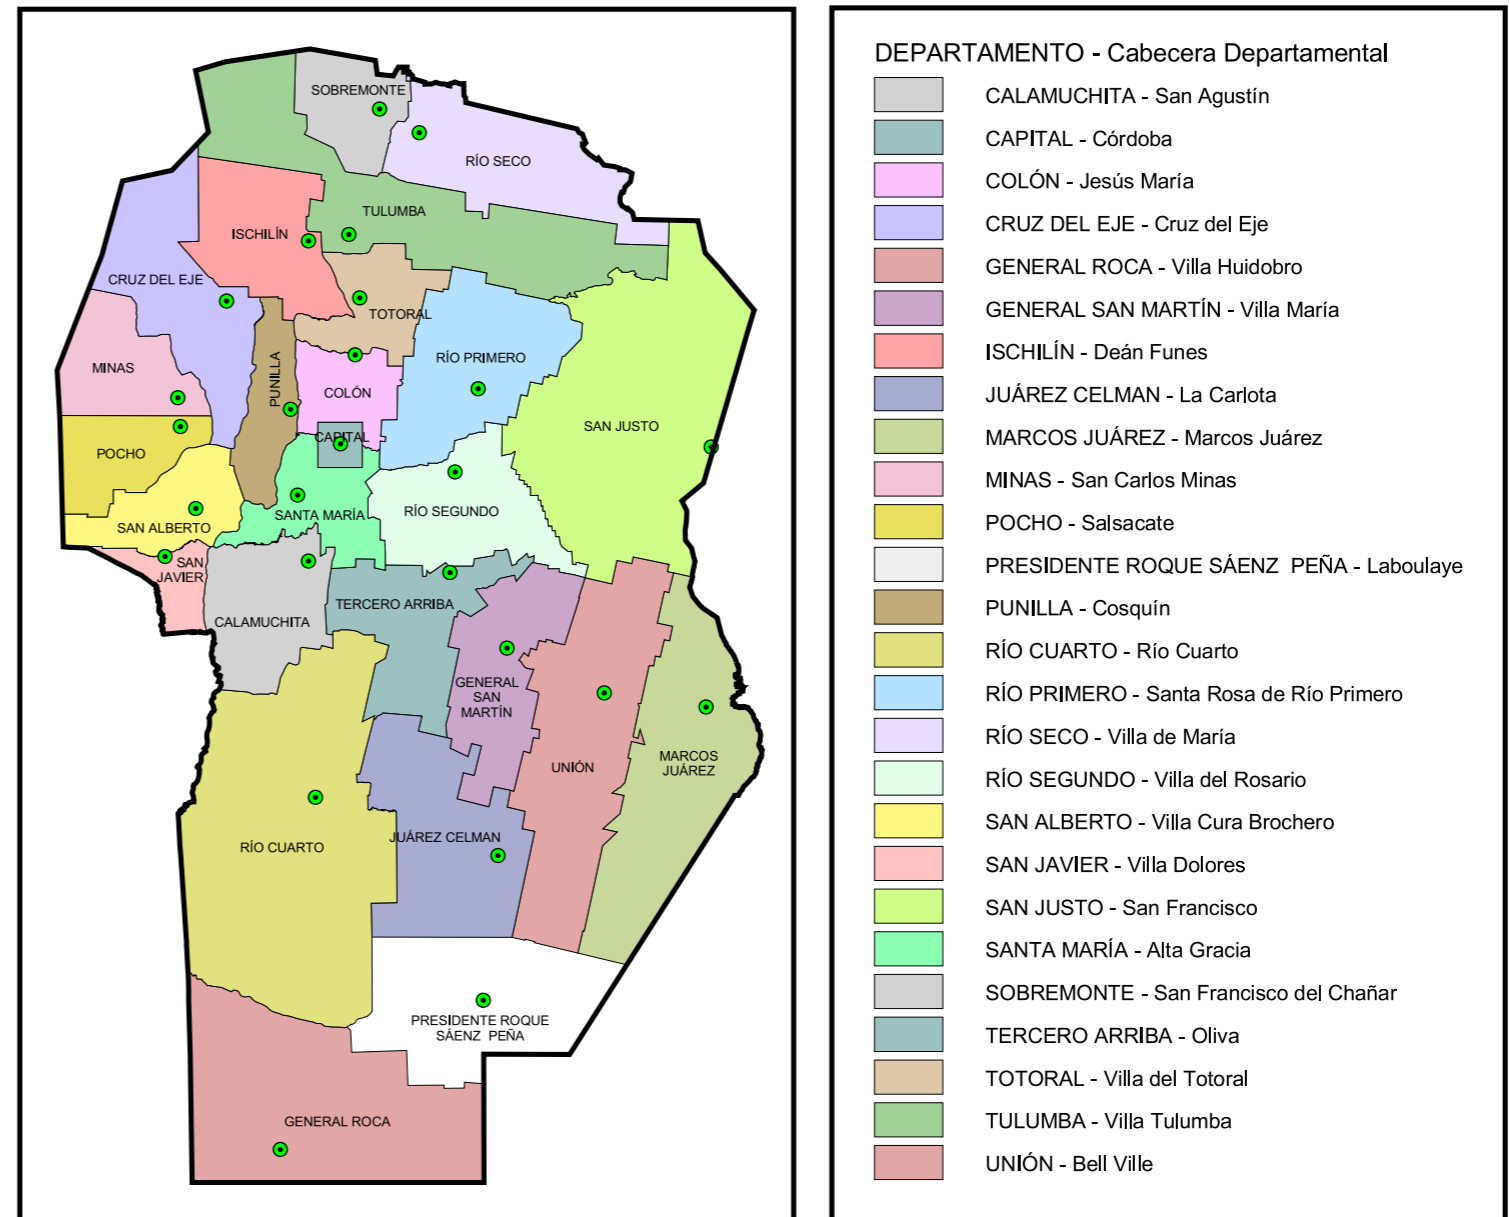 SOBREMONTE
RÍO SECO
TULUMBA
ISCHILÍN
CRUZ DEL EJE
TOTORAL
MINAS
PUNILLA
RÍO PRIMERO
COLÓN
SAN JUSTO
CAPITAL
POCHO
SANTA MARÍA
RÍO SEGUNDO
SAN ALBERTO
SAN
JAVIER
TERCERO ARRIBA
CALAMUCHITA
GENERAL
SAN
MARTÍN
UNIÓN
MARCOS
JUÁREZ
JUÁREZ CELMAN
RÍO CUARTO
PRESIDENTE ROQUE
SÁENZ PEÑA
GENERAL ROCA
DEPARTAMENTO - Cabecera Departamental
CALAMUCHITA - San Agustín
CAPITAL - Córdoba
COLÓN - Jesús María
CRUZ DEL EJE - Cruz del Eje
GENERAL ROCA - Villa Huidobro
GENERAL SAN MARTÍN - Villa María
ISCHILÍN - Deán Funes
JUÁREZ CELMAN - La Carlota
MARCOS JUÁREZ - Marcos Juárez
MINAS - San Carlos Minas
POCHO - Salsacate
PRESIDENTE ROQUE SÁENZ PEÑA - Laboulaye
PUNILLA - Cosquín
RÍO CUARTO - Río Cuarto
RÍO PRIMERO - Santa Rosa de Río Primero
RÍO SECO - Villa de María
RÍO SEGUNDO - Villa del Rosario
SAN ALBERTO - Villa Cura Brochero
SAN JAVIER - Villa Dolores
SAN JUSTO - San Francisco
SANTA MARÍA - Alta Gracia
SOBREMONTE - San Francisco del Chañar
TERCERO ARRIBA - Oliva
TOTORAL - Villa del Totoral
TULUMBA - Villa Tulumba
UNIÓN - Bell Ville